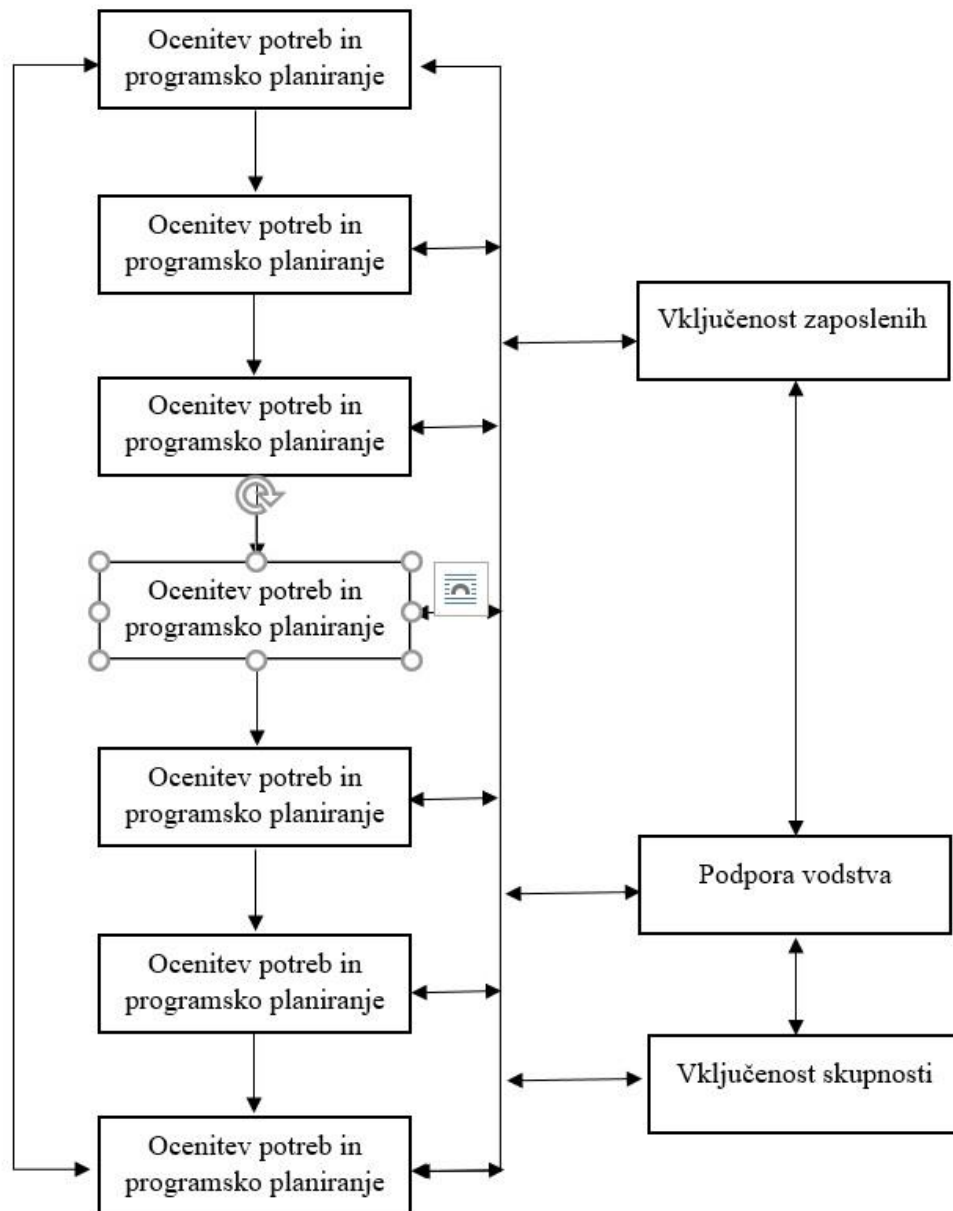 Ocenitev potreb in
programsko planiranje
Ocenitev potreb in
programsko planiranje
Ocenitev potreb in
programsko planiranje
Ocenitev potreb in
programsko planiranje
Ocenitev potreb in
programsko planiranje
Ocenitev potreb in
programsko planiranje
Ocenitev potreb in
programsko planiranje
Vključenost zaposlenih
Podpora vodstva
Vključenost skupnosti